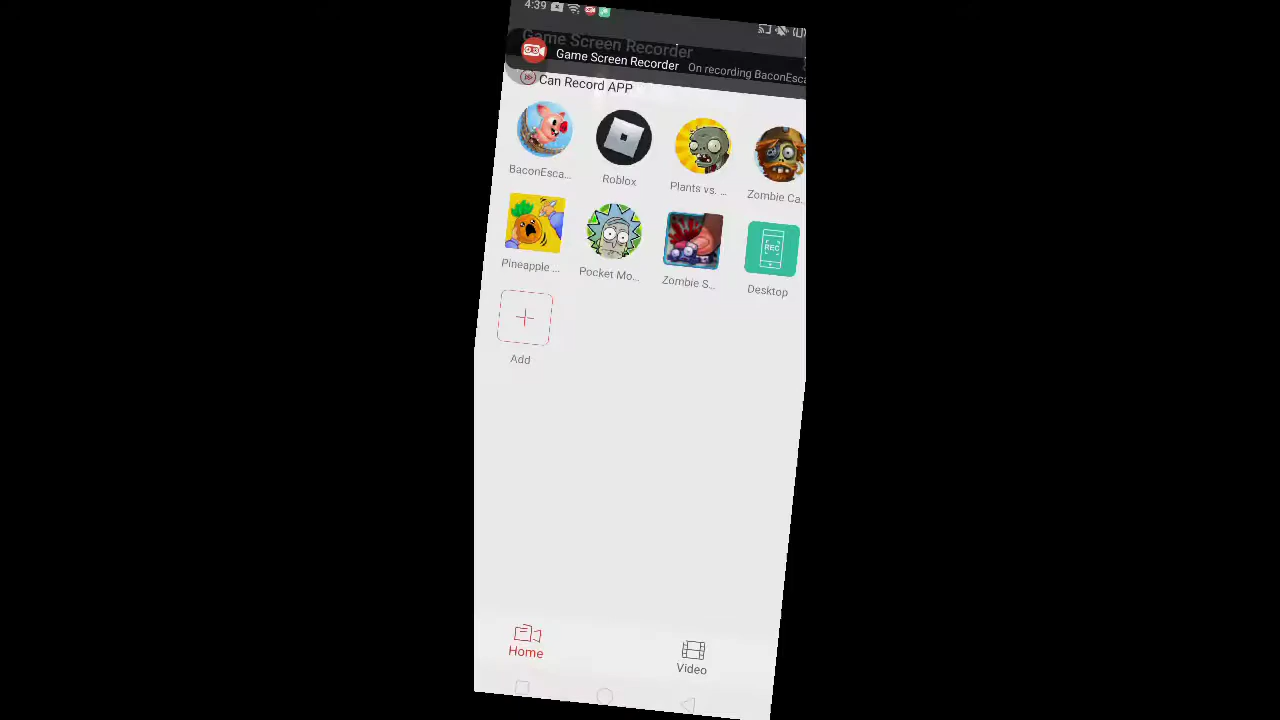 4:39
Game Screen Recorder
Game Screen Recorder On recording BaconEsca
Can Record APP
BaconEsca... Roblox Plants vs. ... Zombie Ca...
REC
Pineapple ... Pocket Mo... Zombie S... Desktop
Add
Home Video